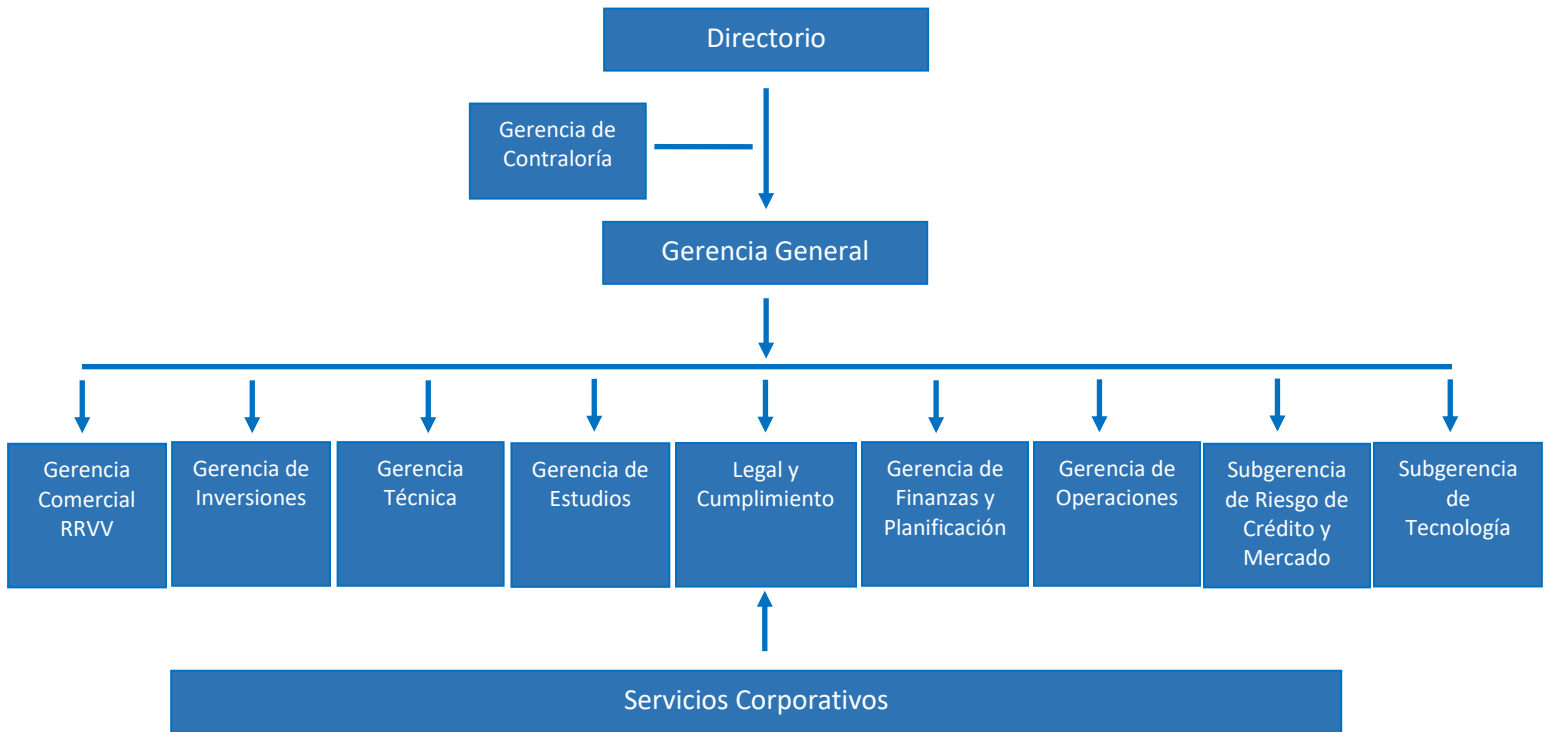 Directorio
Gerencia de
Contraloría
Gerencia General
Gerencia
Comercial
RRVV
Gerencia de
Inversiones
Gerencia
Técnica
Gerencia de
Estudios
Legal y
Cumplimiento
Gerencia de
Finanzas y
Planificación
Gerencia de
Operaciones
Subgerencia
de Riesgo de
Crédito y
Mercado
Subgerencia
de
Tecnología
Servicios Corporativos